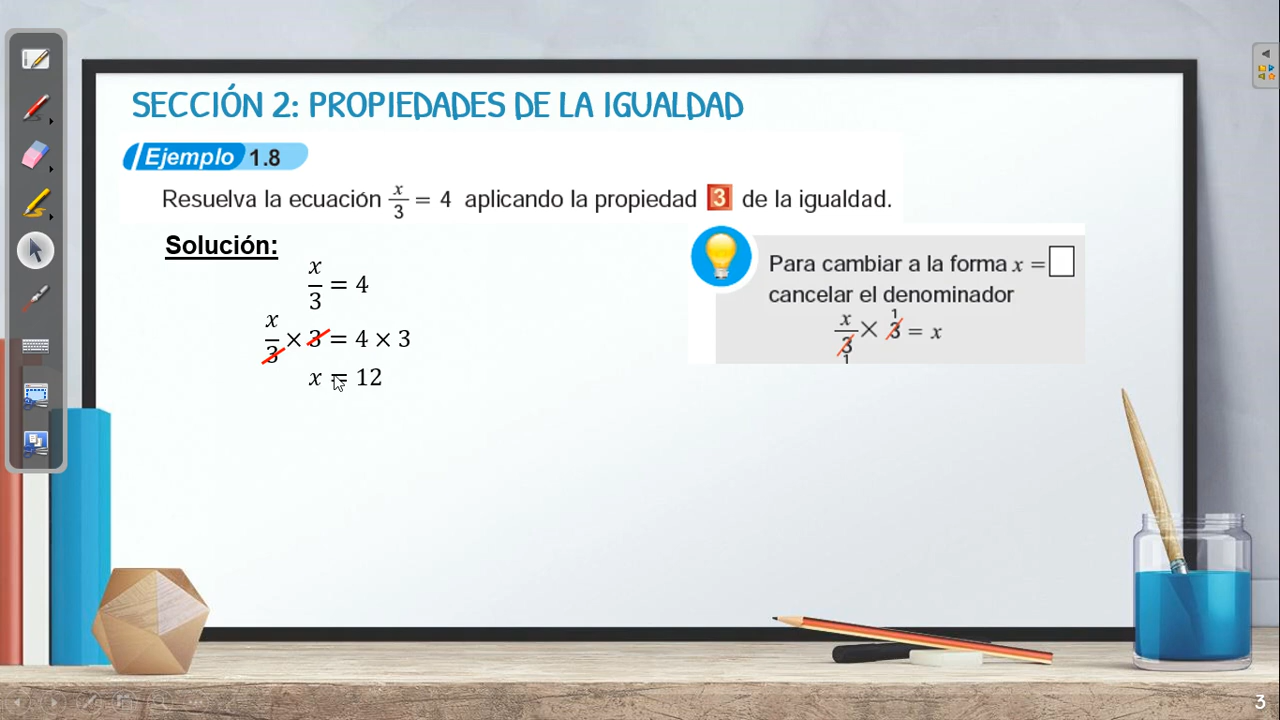 SECCIÓN 2: PROPIEDADES DE LA IGUALDAD
Ejemplo 1.8
Resuelva la ecuación x/3 = 4 aplicando la propiedad 3 de la igualdad.
Solución:
x/3 = 4
x/3 × 3 = 4 × 3
x = 12
Para cambiar a la forma x = □
cancelar el denominador
x/3 × 3 = x
1
1
3